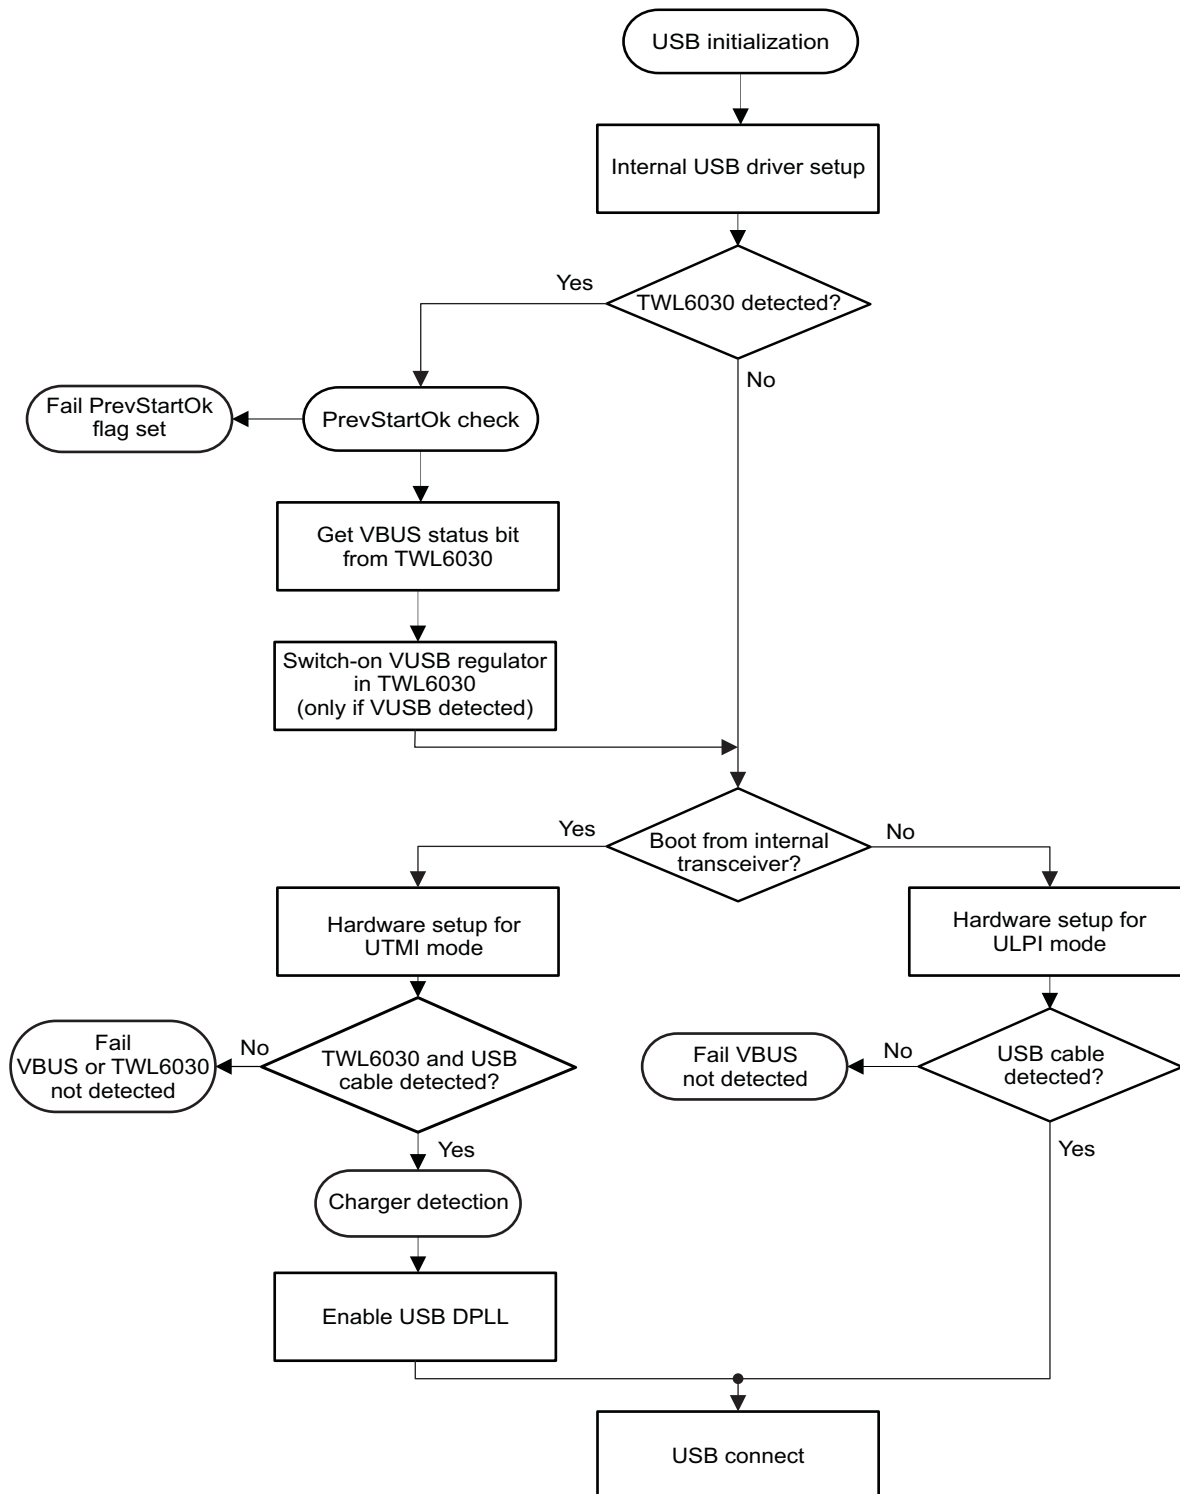 USB initialization
Internal USB driver setup
Yes
TWL6030 detected?
No
Fail PrevStartOk
flag set
PrevStartOk check
Get VBUS status bit
from TWL6030
Switch-on VUSB regulator
in TWL6030
(only if VUSB detected)
Yes
Boot from internal
transceiver?
No
Hardware setup for
UTMI mode
Hardware setup for
ULPI mode
Fail
VBUS or TWL6030
not detected
No
TWL6030 and USB
cable detected?
Fail VBUS
not detected
No
USB cable
detected?
Yes
Yes
Charger detection
Enable USB DPLL
USB connect